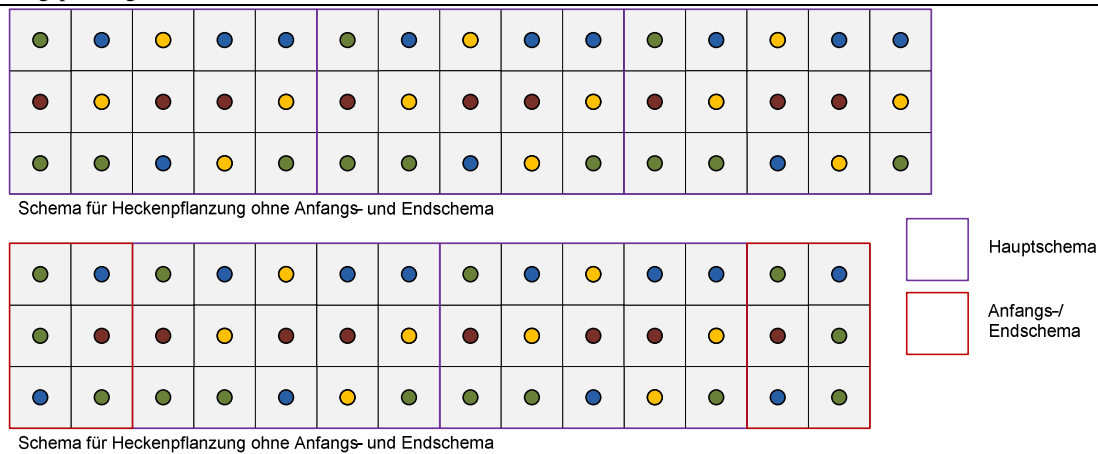 Schema für Heckenpflanzung ohne Anfangs- und Endschema
Hauptschema
Anfangs-/
Endschema
Schema für Heckenpflanzung ohne Anfangs- und Endschema